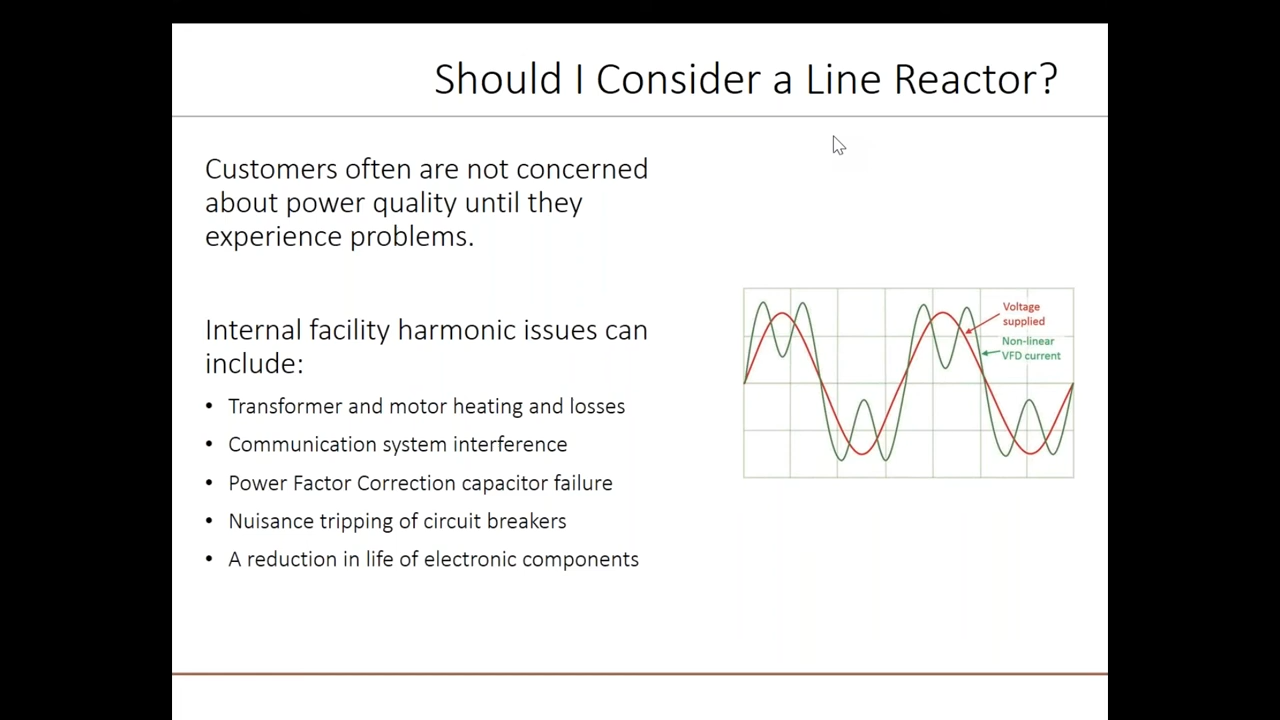 Should I Consider a Line Reactor?
Customers often are not concerned
about power quality until they
experience problems.
Internal facility harmonic issues can
include:
• Transformer and motor heating and losses
• Communication system interference
• Power Factor Correction capacitor failure
• Nuisance tripping of circuit breakers
• A reduction in life of electronic components
Voltage
supplied
Non-linear
VFD current